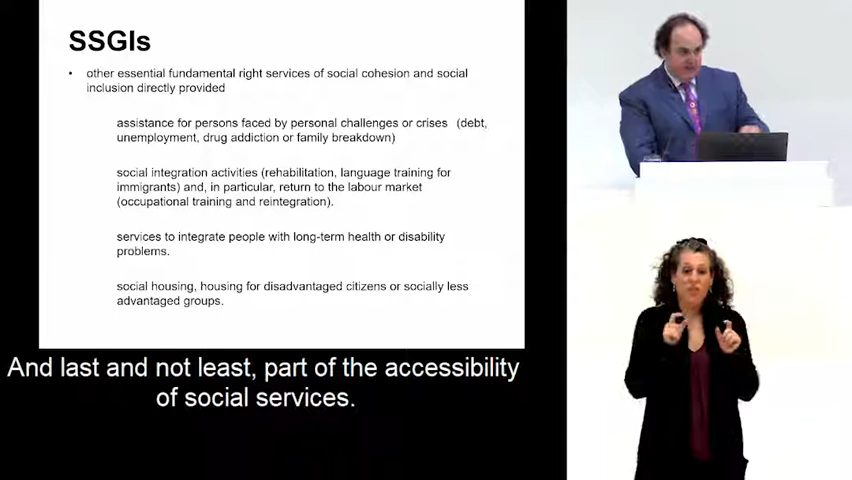 SSGIs
• other essential fundamental right services of social cohesion and social
inclusion directly provided
assistance for persons faced by personal challenges or crises (debt,
unemployment, drug addiction or family breakdown)
social integration activities (rehabilitation, language training for
immigrants) and, in particular, return to the labour market
(occupational training and reintegration).
services to integrate people with long-term health or disability
problems.
social housing, housing for disadvantaged citizens or socially less
advantaged groups.
And last and not least, part of the accessibility
of social services.